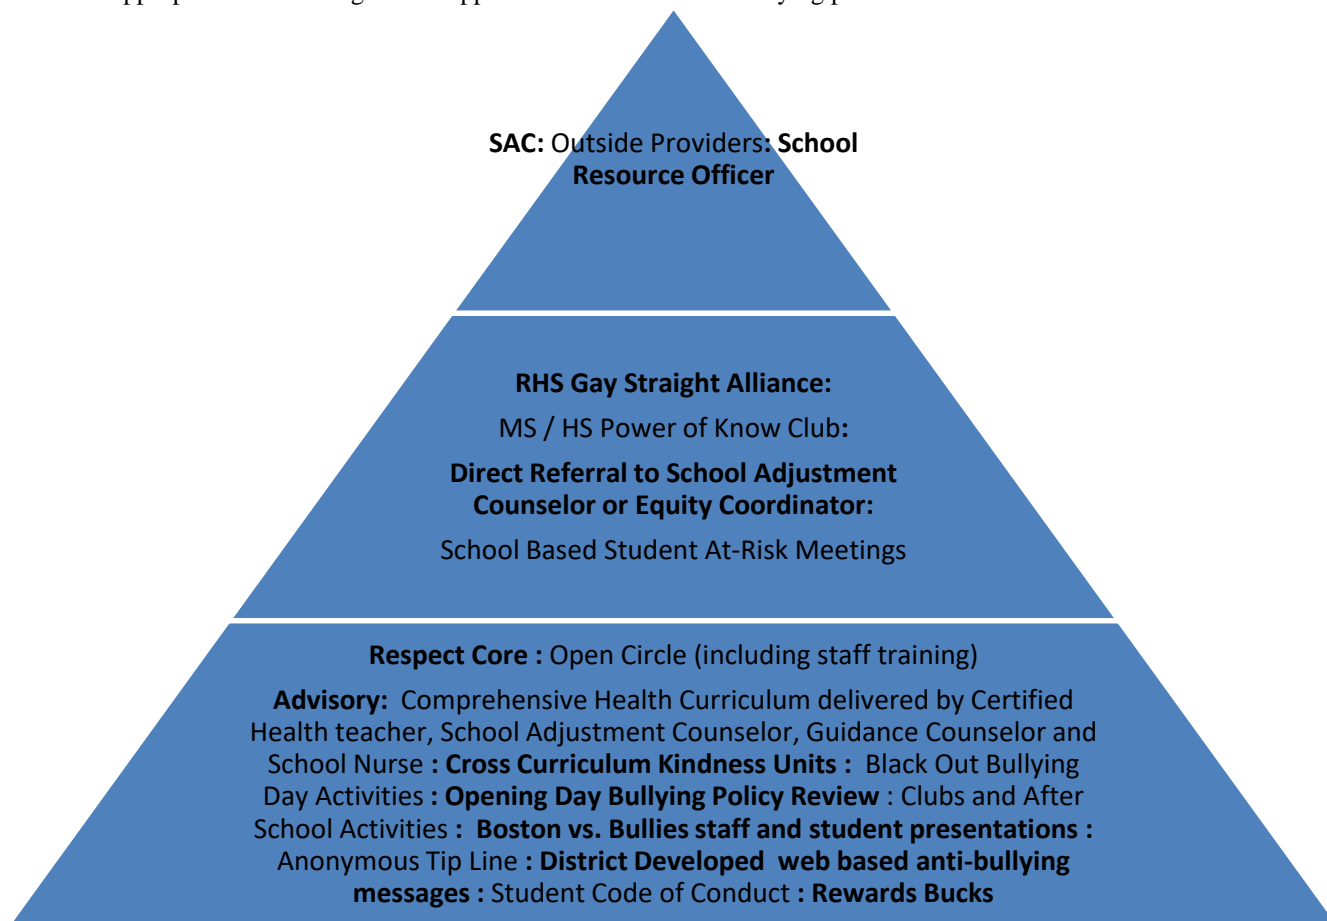 SAC: Outside Providers: School
Resource Officer
RHS Gay Straight Alliance:
MS / HS Power of Know Club:
Direct Referral to School Adjustment
Counselor or Equity Coordinator:
School Based Student At-Risk Meetings
Respect Core : Open Circle (including staff training)
Advisory: Comprehensive Health Curriculum delivered by Certified
Health teacher, School Adjustment Counselor, Guidance Counselor and
School Nurse : Cross Curriculum Kindness Units : Black Out Bullying
Day Activities : Opening Day Bullying Policy Review : Clubs and After
School Activities : Boston vs. Bullies staff and student presentations :
Anonymous Tip Line : District Developed web based anti-bullying
messages : Student Code of Conduct : Rewards Bucks